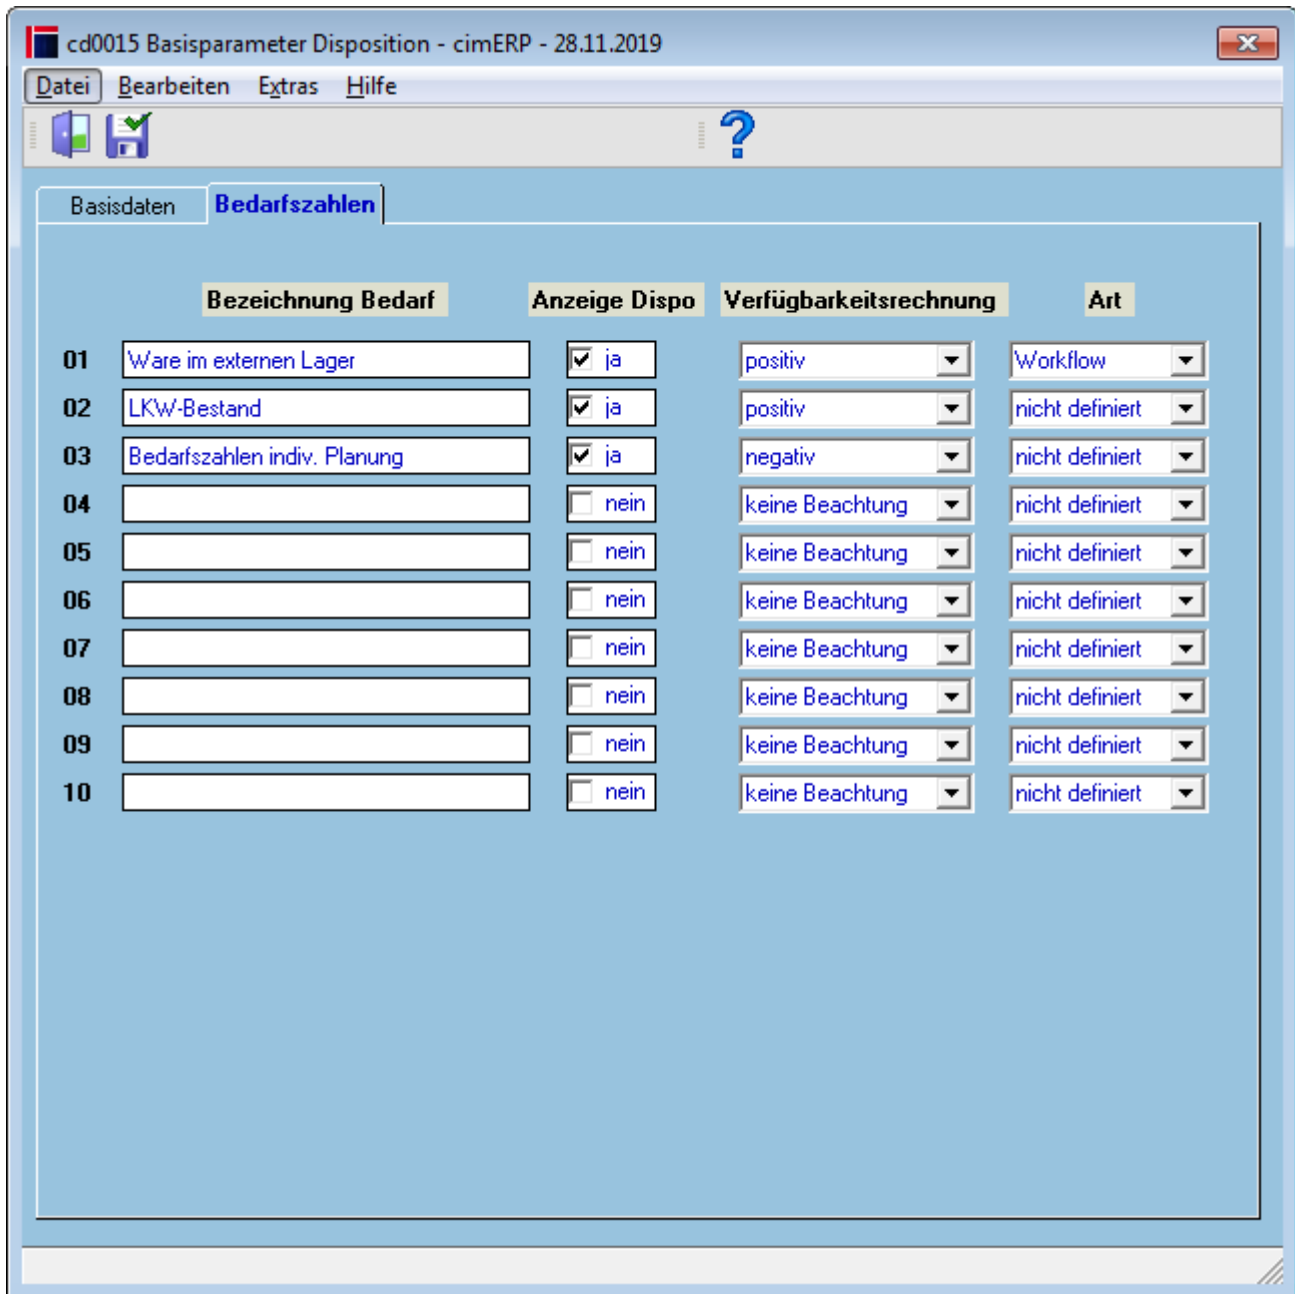 cd0015 Basisparameter Disposition - cimERP - 28.11.2019
Datei Bearbeiten Extras Hilfe
Basisdaten Bedarfszahlen
Bezeichnung Bedarf Anzeige Dispo Verfügbarkeitsrechnung Art
01 Ware im externen Lager ja positiv Workflow
02 LKW-Bestand ja positiv nicht definiert
03 Bedarfszahlen indiv. Planung ja negativ nicht definiert
04 nein keine Beachtung nicht definiert
05 nein keine Beachtung nicht definiert
06 nein keine Beachtung nicht definiert
07 nein keine Beachtung nicht definiert
08 nein keine Beachtung nicht definiert
09 nein keine Beachtung nicht definiert
10 nein keine Beachtung nicht definiert